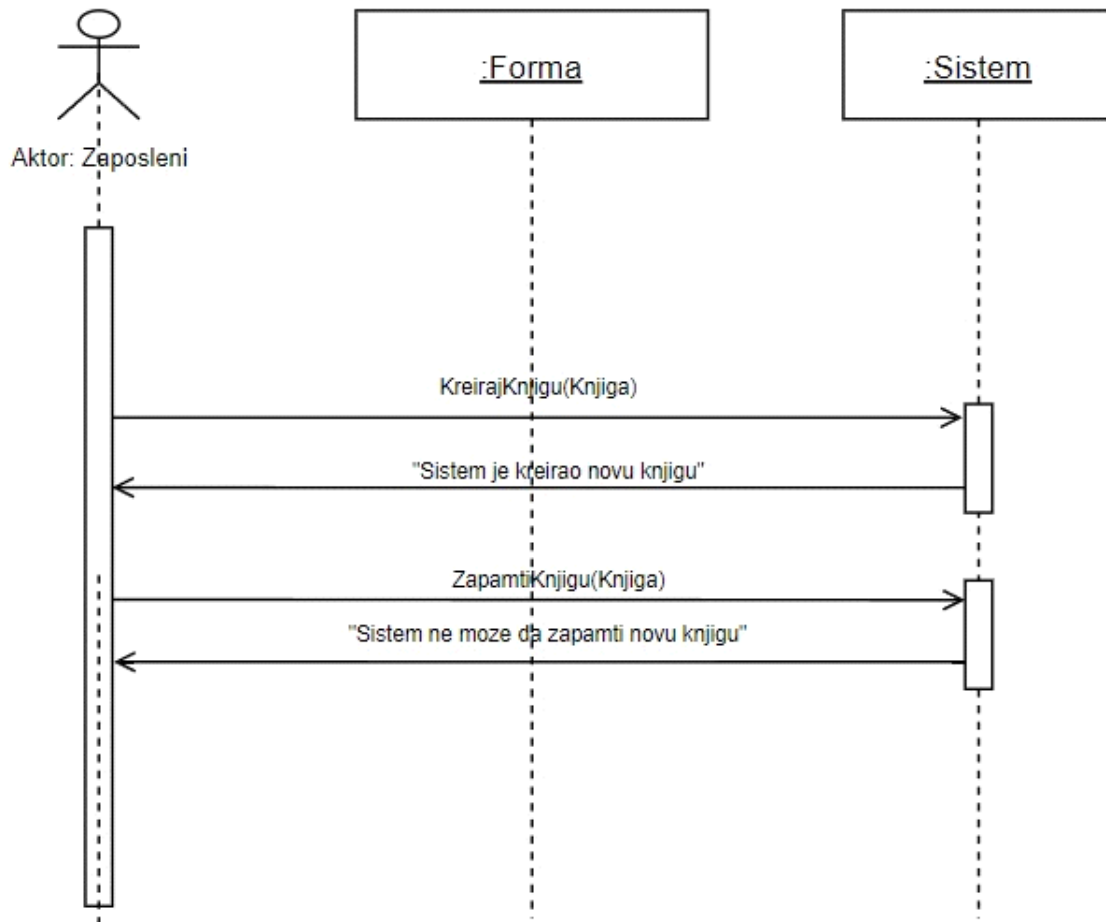 :Forma
:Sistem
Aktor: Zaposleni
KreirajKnjigu(Knjiga)
"Sistem je kreirao novu knjigu"
ZapamtiKnjigu(Knjiga)
"Sistem ne moze da zapamti novu knjigu"